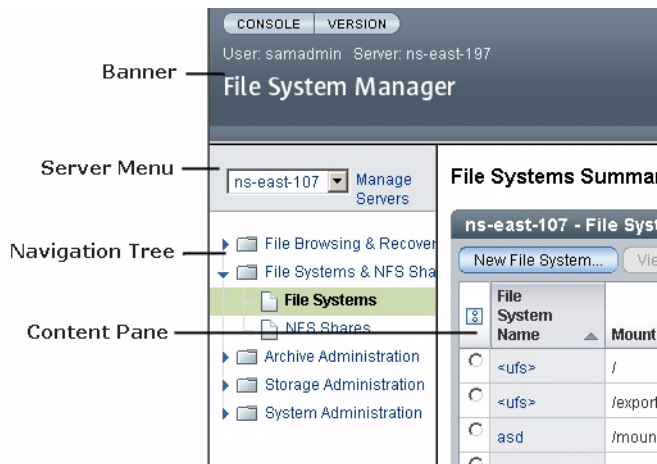 CONSOLE VERSION
User: samadmin Server: ns-east-197
Banner
File System Manager
Server Menu
ns-east-107
Manage
Servers
File Systems Summar
ns-east-107 - File Syst
New File System... Vie
Navigation Tree
File Browsing & Recover
File Systems & NFS Sha
File Systems
NFS Shares
Content Pane
Archive Administration
Storage Administration
System Administration
File
System
Name
Mount
<ufs> /
<ufs> /export
asd /moun